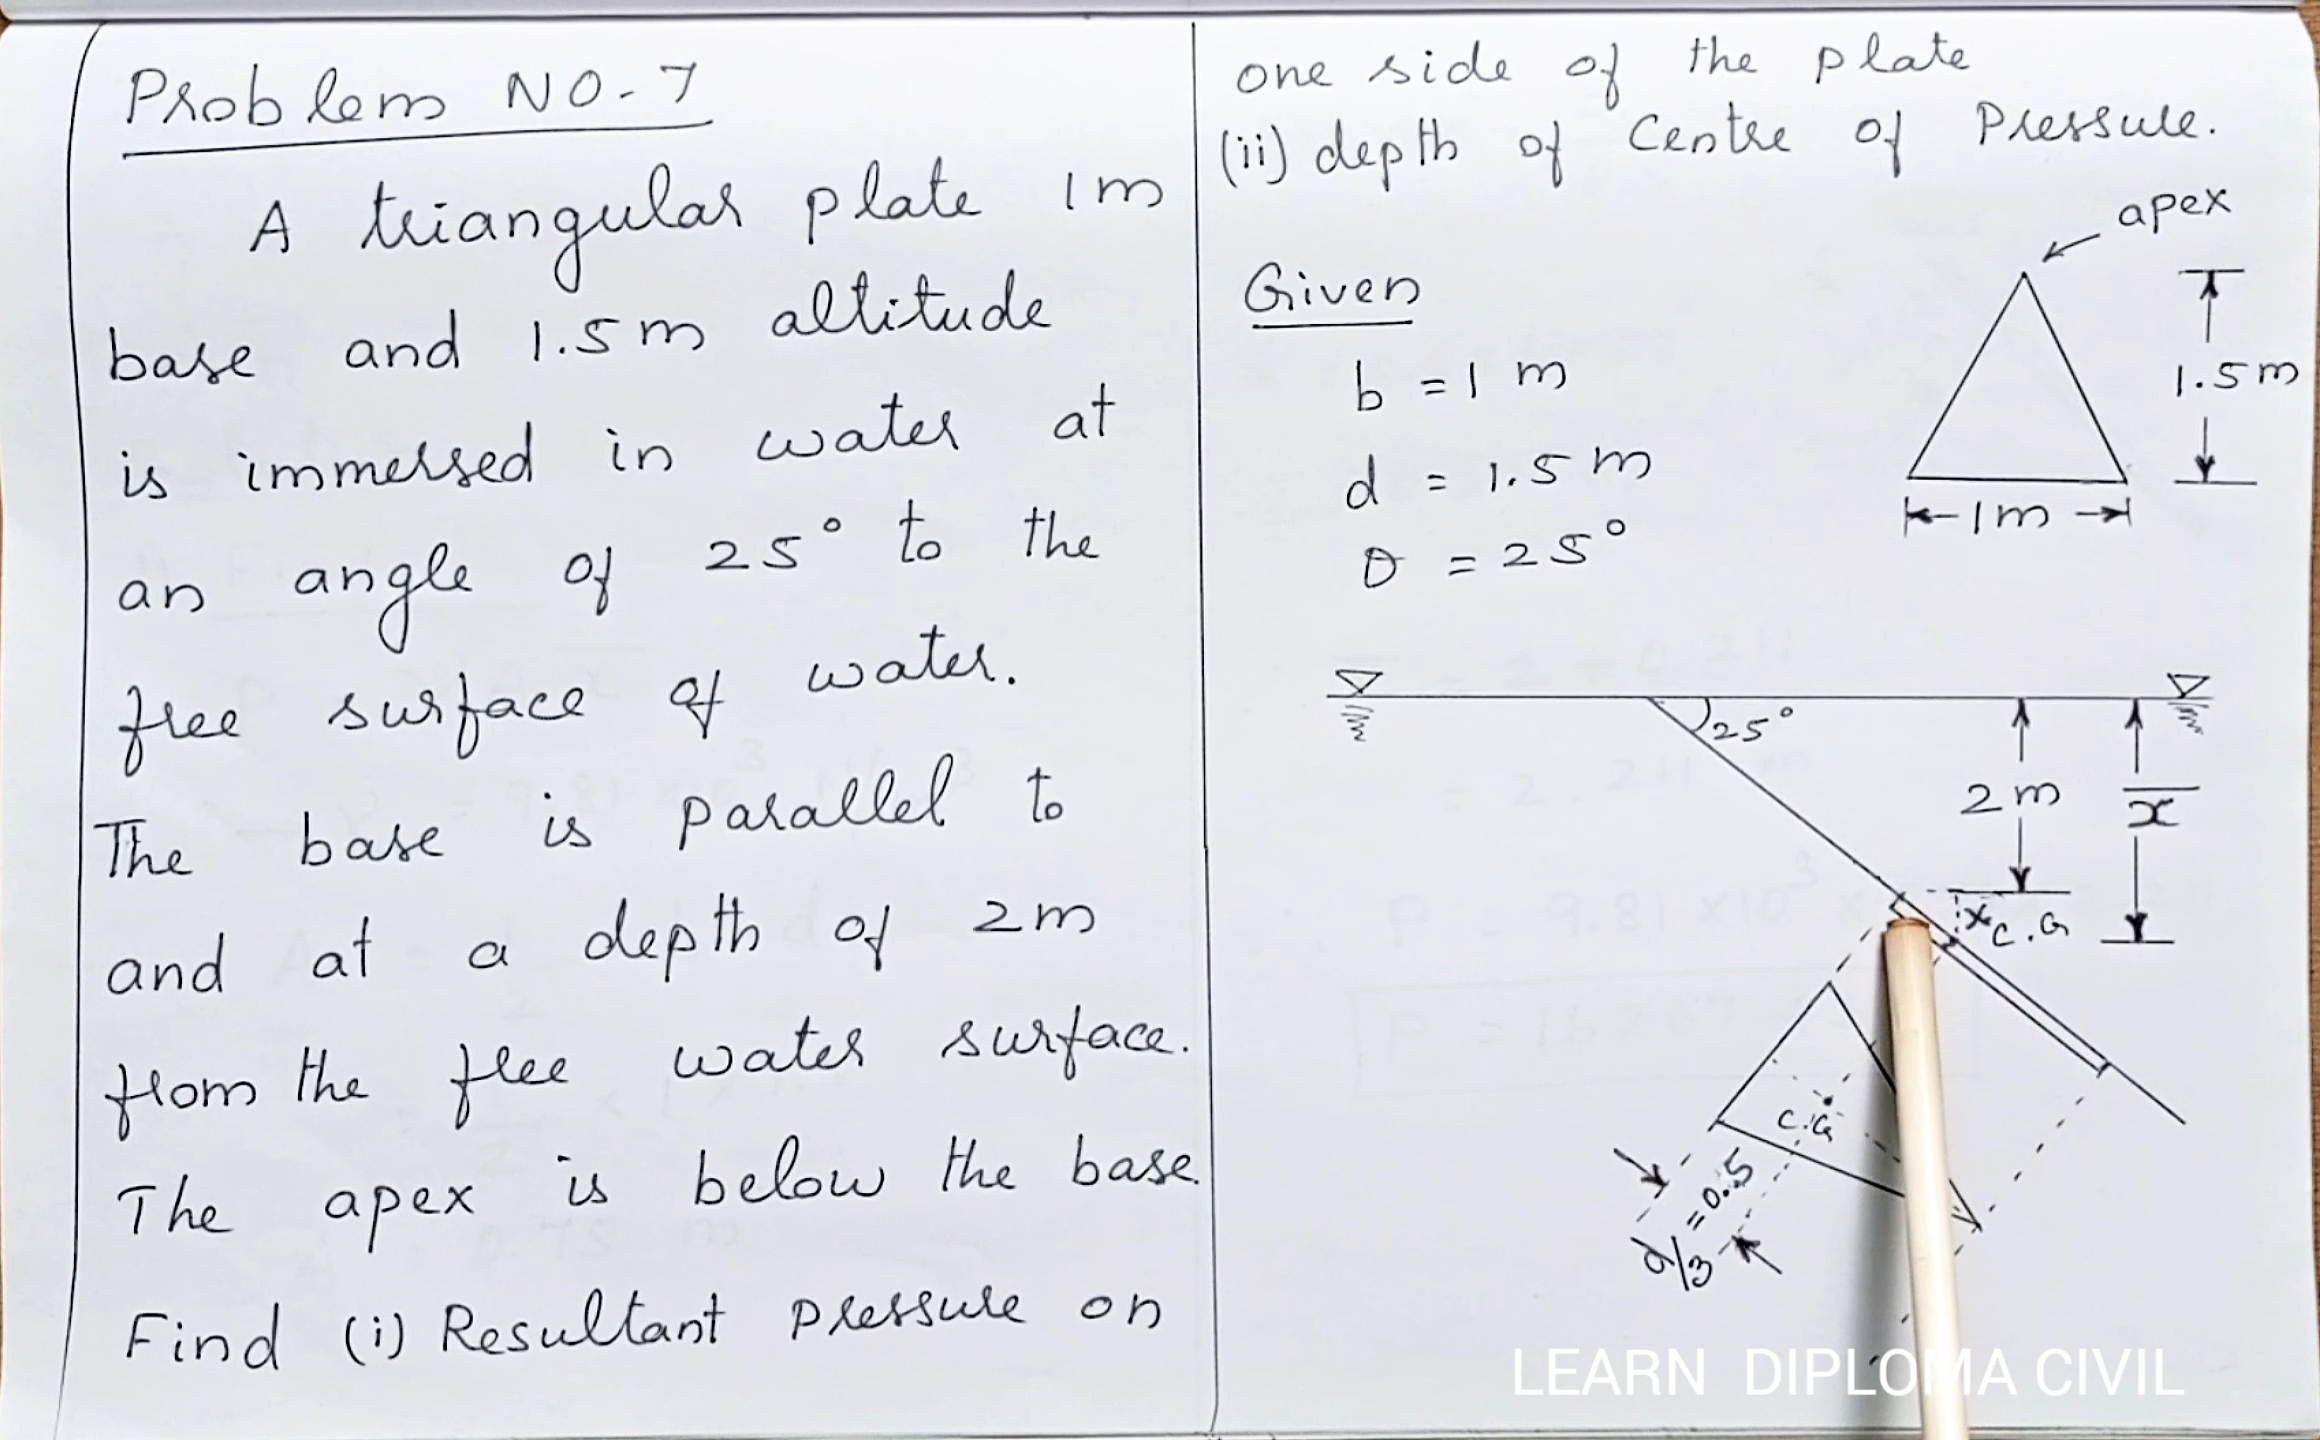 Problem NO-7
A triangular plate 1m
base and 1.5m altitude
is immersed in water at
an angle of 25° to the
free surface of water.
The base is parallel to
and at a depth of 2m
from the free water surface.
The apex is below the base.
Find (i) Resultant pressure on
one side of the plate
(ii) depth of Centre of Pressure.
apex
Given
b = 1 m
d = 1.5 m
θ = 25°
1.5m
1m
25°
2m
x̄
x
C.G
C.G
d/3 = 0.5
LEARN DIPLOMA CIVIL